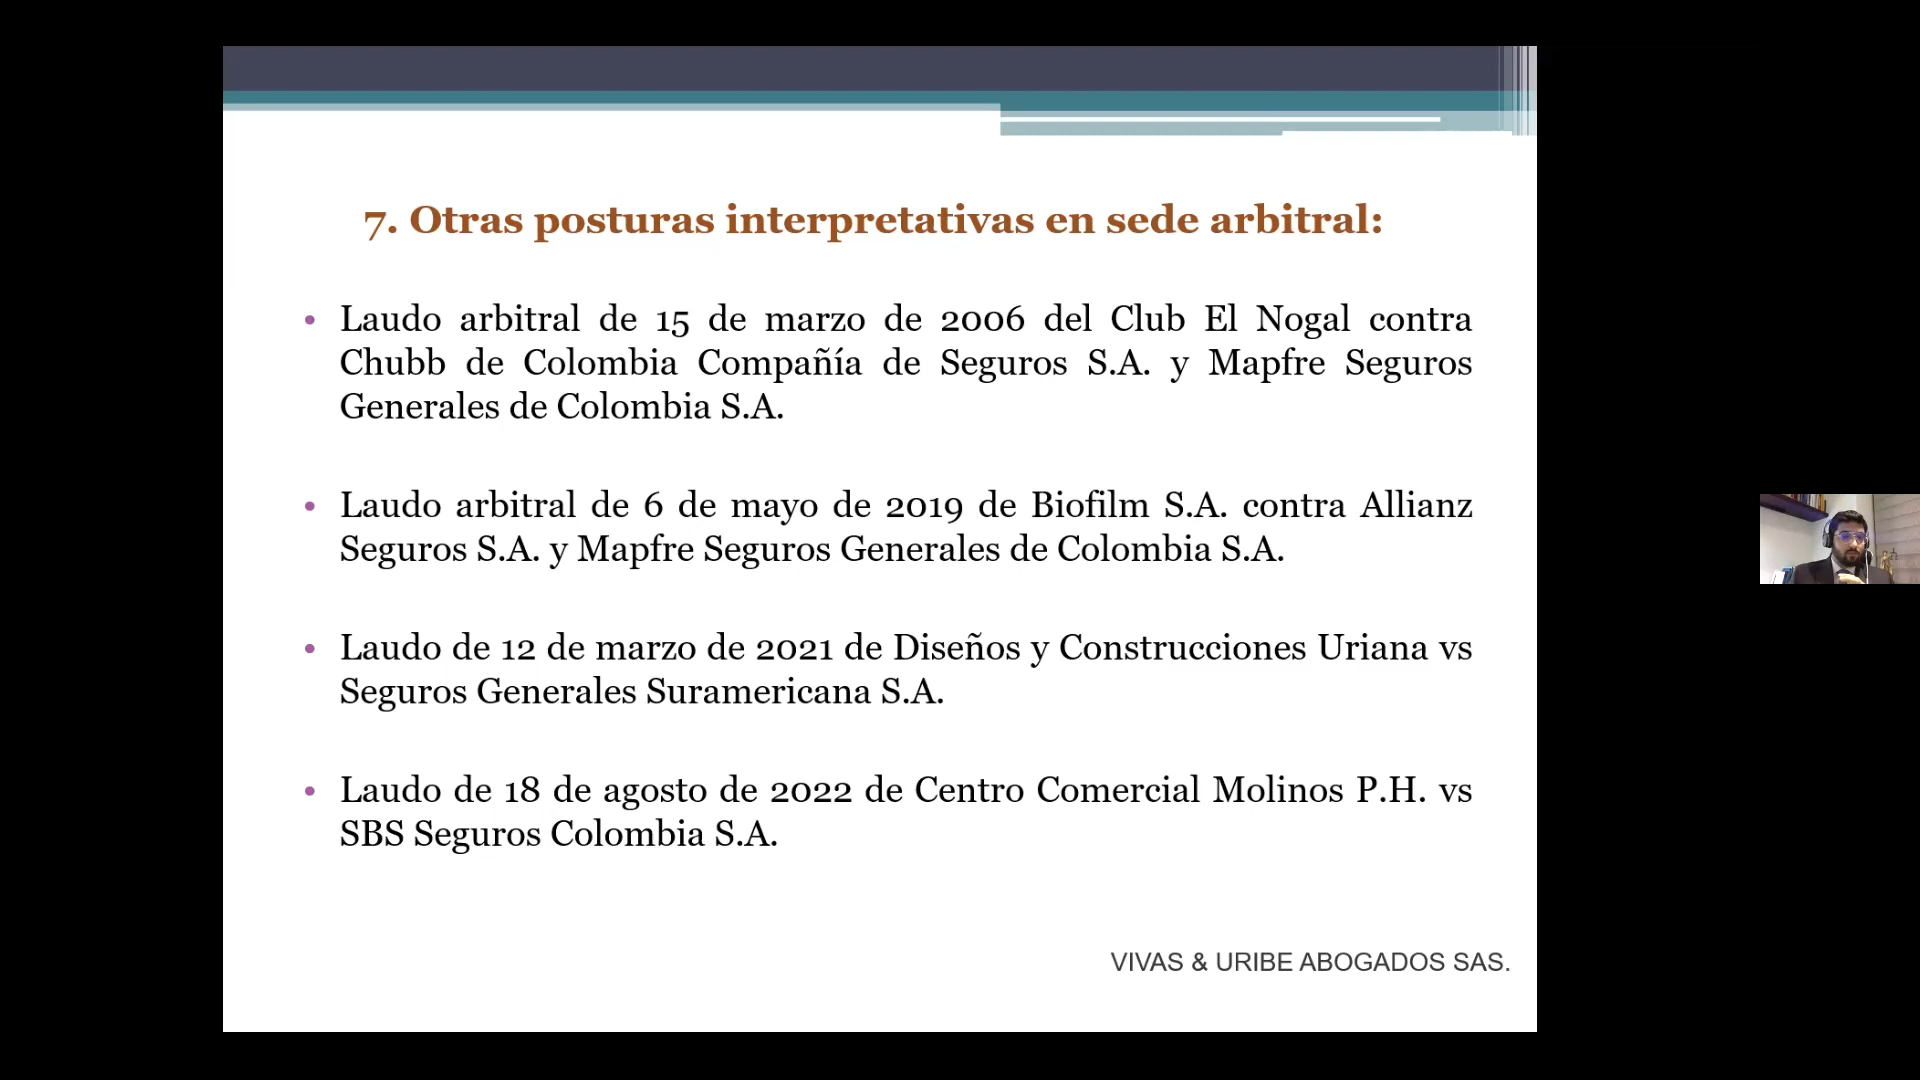 7. Otras posturas interpretativas en sede arbitral:
• Laudo arbitral de 15 de marzo de 2006 del Club El Nogal contra
Chubb de Colombia Compañía de Seguros S.A. y Mapfre Seguros
Generales de Colombia S.A.
• Laudo arbitral de 6 de mayo de 2019 de Biofilm S.A. contra Allianz
Seguros S.A. y Mapfre Seguros Generales de Colombia S.A.
• Laudo de 12 de marzo de 2021 de Diseños y Construcciones Uriana vs
Seguros Generales Suramericana S.A.
• Laudo de 18 de agosto de 2022 de Centro Comercial Molinos P.H. vs
SBS Seguros Colombia S.A.
VIVAS & URIBE ABOGADOS SAS.